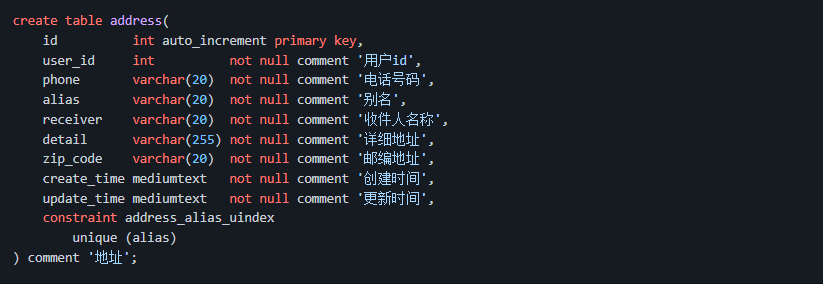 create table address(
    id          int auto_increment primary key,
    user_id     int          not null comment '用户id',
    phone       varchar(20)  not null comment '电话号码',
    alias       varchar(20)  not null comment '别名',
    receiver    varchar(20)  not null comment '收件人名称',
    detail      varchar(255) not null comment '详细地址',
    zip_code    varchar(20)  not null comment '邮编地址',
    create_time mediumtext   not null comment '创建时间',
    update_time mediumtext   not null comment '更新时间',
    constraint address_alias_uindex
        unique (alias)
) comment '地址';